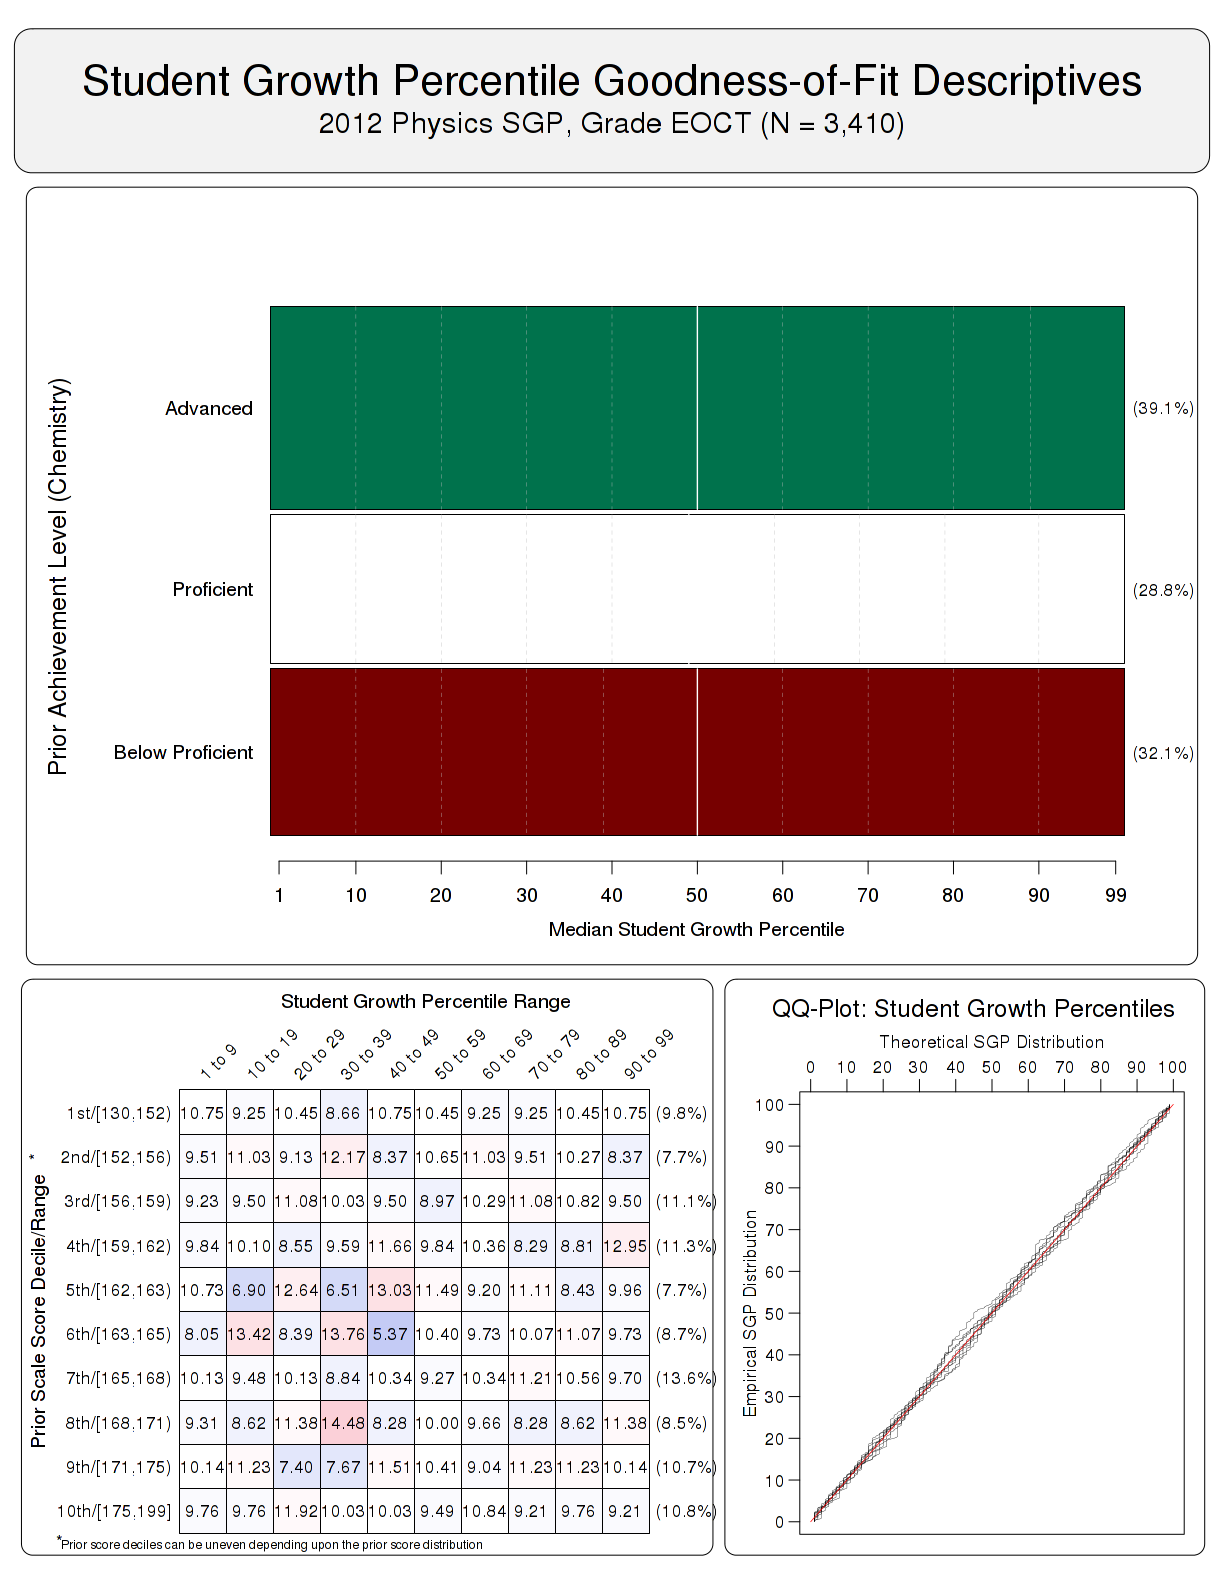 Student Growth Percentile Goodness-of-Fit Descriptives
2012 Physics SGP, Grade EOCT (N = 3,410)
Prior Achievement Level (Chemistry)
Advanced (39.1%)
Proficient (28.8%)
Below Proficient (32.1%)
1 10 20 30 40 50 60 70 80 90 99
Median Student Growth Percentile
Student Growth Percentile Range
1 to 9 10 to 19 20 to 29 30 to 39 40 to 49 50 to 59 60 to 69 70 to 79 80 to 89 90 to 99
Prior Scale Score Decile/Range *
1st/[130,152) 10.75 9.25 10.45 8.66 10.75 10.45 9.25 9.25 10.45 10.75 (9.8%)
2nd/[152,156) 9.51 11.03 9.13 12.17 8.37 10.65 11.03 9.51 10.27 8.37 (7.7%)
3rd/[156,159) 9.23 9.50 11.08 10.03 9.50 8.97 10.29 11.08 10.82 9.50 (11.1%)
4th/[159,162) 9.84 10.10 8.55 9.59 11.66 9.84 10.36 8.29 8.81 12.95 (11.3%)
5th/[162,163) 10.73 6.90 12.64 6.51 13.03 11.49 9.20 11.11 8.43 9.96 (7.7%)
6th/[163,165) 8.05 13.42 8.39 13.76 5.37 10.40 9.73 10.07 11.07 9.73 (8.7%)
7th/[165,168) 10.13 9.48 10.13 8.84 10.34 9.27 10.34 11.21 10.56 9.70 (13.6%)
8th/[168,171) 9.31 8.62 11.38 14.48 8.28 10.00 9.66 8.28 8.62 11.38 (8.5%)
9th/[171,175) 10.14 11.23 7.40 7.67 11.51 10.41 9.04 11.23 11.23 10.14 (10.7%)
10th/[175,199] 9.76 9.76 11.92 10.03 10.03 9.49 10.84 9.21 9.76 9.21 (10.8%)
*Prior score deciles can be uneven depending upon the prior score distribution
QQ-Plot: Student Growth Percentiles
Theoretical SGP Distribution
0 10 20 30 40 50 60 70 80 90 100
Empirical SGP Distribution
100
90
80
70
60
50
40
30
20
10
0